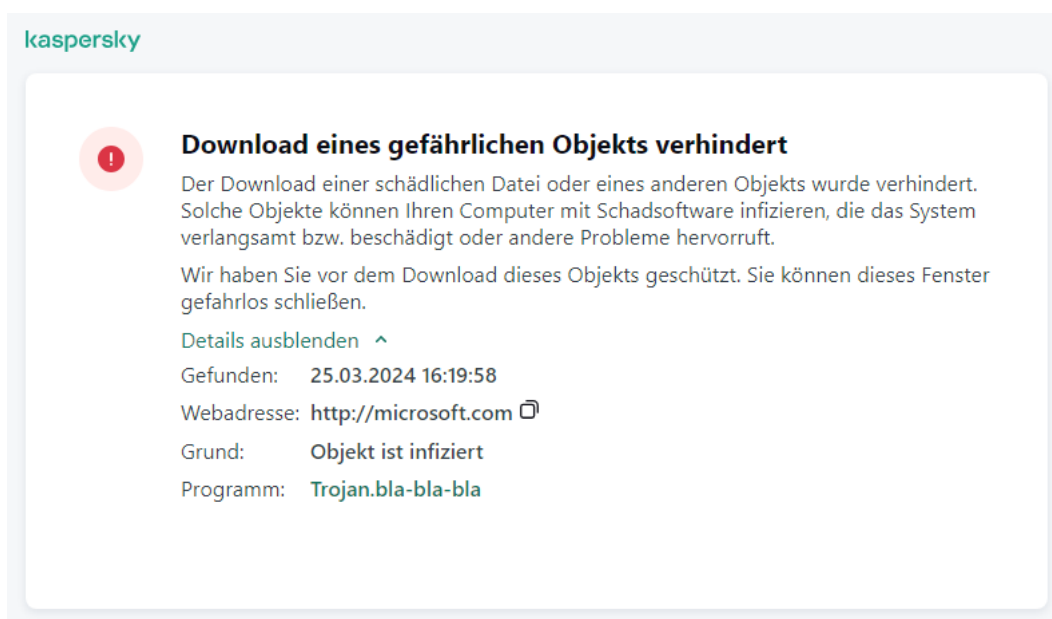 kaspersky
Download eines gefährlichen Objekts verhindert
Der Download einer schädlichen Datei oder eines anderen Objekts wurde verhindert.
Solche Objekte können Ihren Computer mit Schadsoftware infizieren, die das System
verlangsamt bzw. beschädigt oder andere Probleme hervorruft.
Wir haben Sie vor dem Download dieses Objekts geschützt. Sie können dieses Fenster
gefahrlos schließen.
Details ausblenden
Gefunden: 25.03.2024 16:19:58
Webadresse: http://microsoft.com
Grund: Objekt ist infiziert
Programm: Trojan.bla-bla-bla